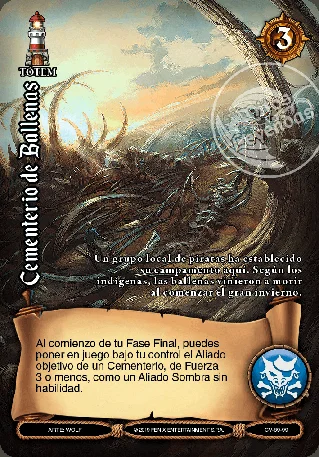 3
TOTEM
Cementerio de Ballenas
Un grupo local de piratas ha establecido
su campamento aquí. Según los
indígenas, las ballenas vinieron a morir
al comenzar el gran invierno.
Al comienzo de tu Fase Final, puedes
poner en juego bajo tu control el Aliado
objetivo de un Cementerio, de Fuerza
3 o menos, como un Aliado Sombra sin
habilidad.
ARTE: WOLF